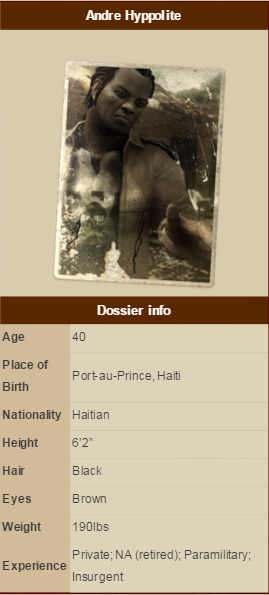 Andre Hyppolite
Dossier info
Age 40
Place of
Birth Port-au-Prince, Haiti
Nationality Haitian
Height 6'2"
Hair Black
Eyes Brown
Weight 190lbs
Experience Private; NA (retired); Paramilitary;
Insurgent